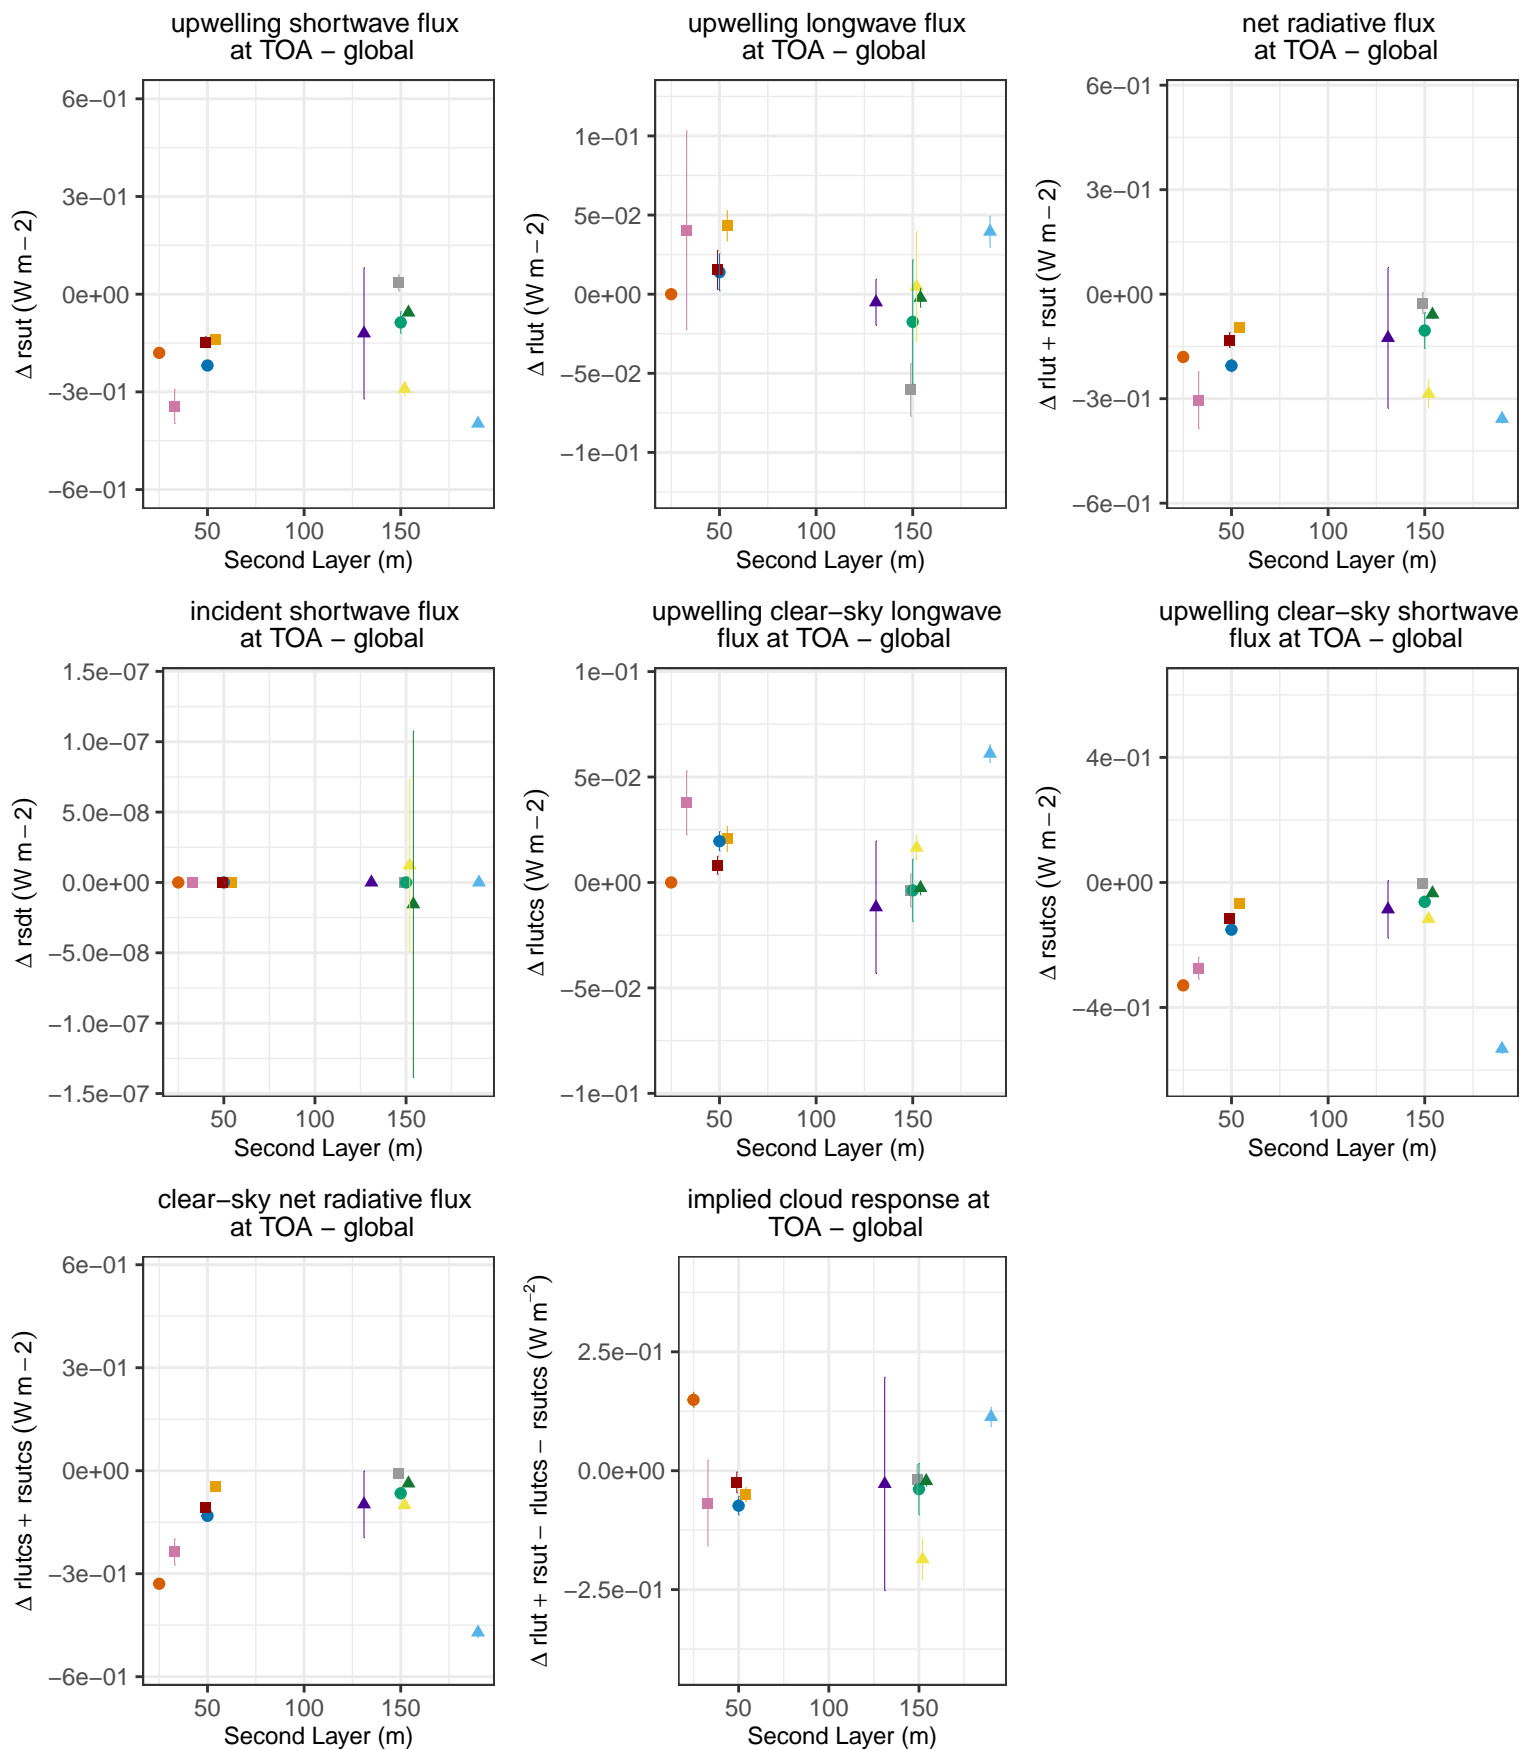 upwelling shortwave flux
at TOA − global
6e−01
3e−01
0e+00
−3e−01
−6e−01
Δ rsut (W m − 2)
50 100 150
Second Layer (m)
upwelling longwave flux
at TOA − global
1e−01
5e−02
0e+00
−5e−02
−1e−01
Δ rlut (W m − 2)
50 100 150
Second Layer (m)
net radiative flux
at TOA − global
6e−01
3e−01
0e+00
−3e−01
−6e−01
Δ rlut + rsut (W m − 2)
50 100 150
Second Layer (m)
incident shortwave flux
at TOA − global
1.5e−07
1.0e−07
5.0e−08
0.0e+00
−5.0e−08
−1.0e−07
−1.5e−07
Δ rsdt (W m − 2)
50 100 150
Second Layer (m)
upwelling clear−sky longwave
flux at TOA − global
1e−01
5e−02
0e+00
−5e−02
−1e−01
Δ rlutcs (W m − 2)
50 100 150
Second Layer (m)
upwelling clear−sky shortwave
flux at TOA − global
4e−01
0e+00
−4e−01
Δ rsutcs (W m − 2)
50 100 150
Second Layer (m)
clear−sky net radiative flux
at TOA − global
6e−01
3e−01
0e+00
−3e−01
−6e−01
Δ rlutcs + rsutcs (W m − 2)
50 100 150
Second Layer (m)
implied cloud response at
TOA − global
2.5e−01
0.0e+00
−2.5e−01
Δ rlut + rsut − rlutcs − rsutcs (W m⁻²)
50 100 150
Second Layer (m)